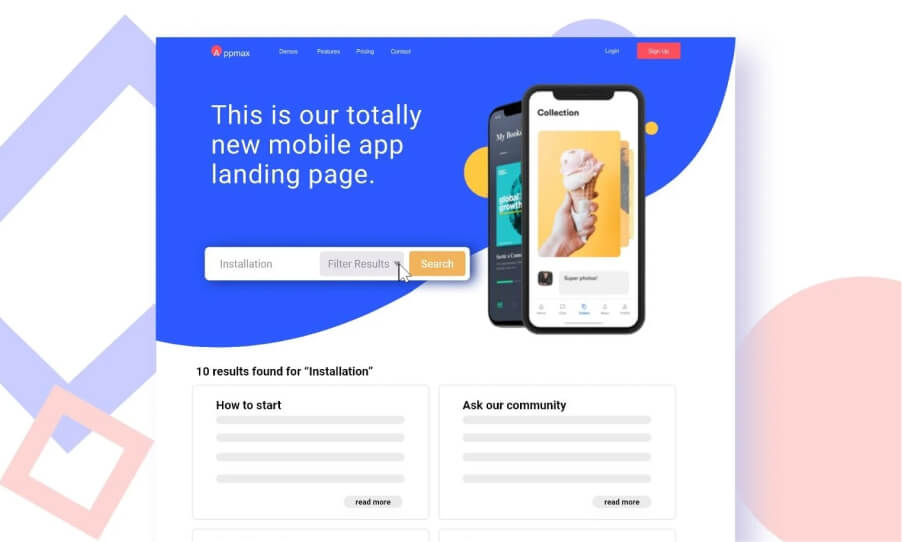 Appmax
Demos Features Pricing Contact
Login Sign Up
This is our totally
new mobile app
landing page.
Installation Filter Results Search
My Books
global
growth
Collection
Super photos!
10 results found for “Installation”
How to start
read more
Ask our community
read more